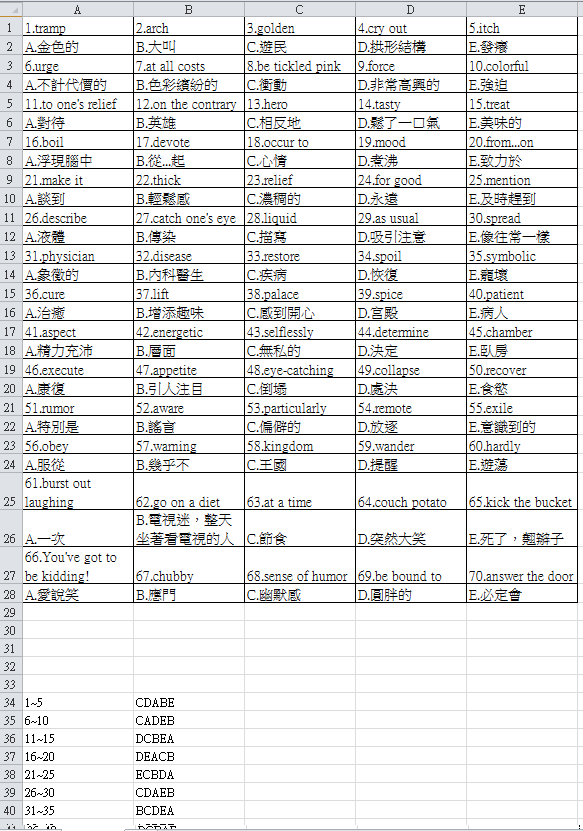 A B C D E
1 1.tramp 2.arch 3.golden 4.cry out 5.itch
2 A.金色的 B.大叫 C.遊民 D.拱形結構 E.發癢
3 6.urge 7.at all costs 8.be tickled pink 9.force 10.colorful
4 A.不計代價的 B.色彩繽紛的 C.衝動 D.非常高興的 E.強迫
5 11.to one's relief 12.on the contrary 13.hero 14.tasty 15.treat
6 A.對待 B.英雄 C.相反地 D.鬆了一口氣 E.美味的
7 16.boil 17.devote 18.occur to 19.mood 20.from...on
8 A.浮現腦中 B.從...起 C.心情 D.煮沸 E.致力於
9 21.make it 22.thick 23.relief 24.for good 25.mention
10 A.談到 B.輕鬆感 C.濃稠的 D.永遠 E.及時趕到
11 26.describe 27.catch one's eye 28.liquid 29.as usual 30.spread
12 A.液體 B.傳染 C.描寫 D.吸引注意 E.像往常一樣
13 31.physician 32.disease 33.restore 34.spoil 35.symbolic
14 A.象徵的 B.內科醫生 C.疾病 D.恢復 E.寵壞
15 36.cure 37.lift 38.palace 39.spice 40.patient
16 A.治癒 B.增添趣味 C.感到開心 D.宮殿 E.病人
17 41.aspect 42.energetic 43.selflessly 44.determine 45.chamber
18 A.精力充沛 B.層面 C.無私的 D.決定 E.臥房
19 46.execute 47.appetite 48.eye-catching 49.collapse 50.recover
20 A.康復 B.引人注目 C.倒塌 D.處決 E.食慾
21 51.rumor 52.aware 53.particularly 54.remote 55.exile
22 A.特別是 B.謠言 C.偏僻的 D.放逐 E.意識到的
23 56.obey 57.warning 58.kingdom 59.wander 60.hardly
24 A.服從 B.幾乎不 C.王國 D.提醒 E.遊蕩
61.burst out
25 laughing 62.go on a diet 63.at a time 64.couch potato 65.kick the bucket
B.電視迷，整天
26 A.一次 坐著看電視的人 C.節食 D.突然大笑 E.死了，翹辮子
66.You've got to
27 be kidding! 67.chubby 68.sense of humor 69.be bound to 70.answer the door
28 A.愛說笑 B.應門 C.幽默感 D.圓胖的 E.必定會
29
30
31
32
33
34 1~5 CDABE
35 6~10 CADEB
36 11~15 DCBEA
37 16~20 DEACB
38 21~25 ECBDA
39 26~30 CDAEB
40 31~35 BCDEA